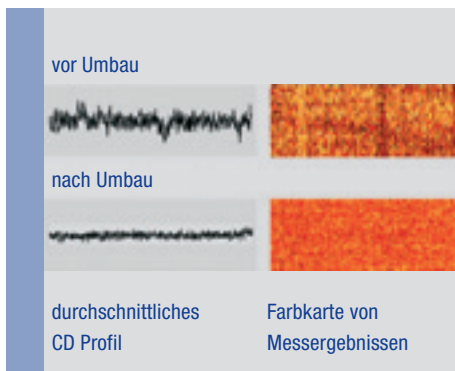 vor Umbau
nach Umbau
durchschnittliches
CD Profil
Farbkarte von
Messergebnissen